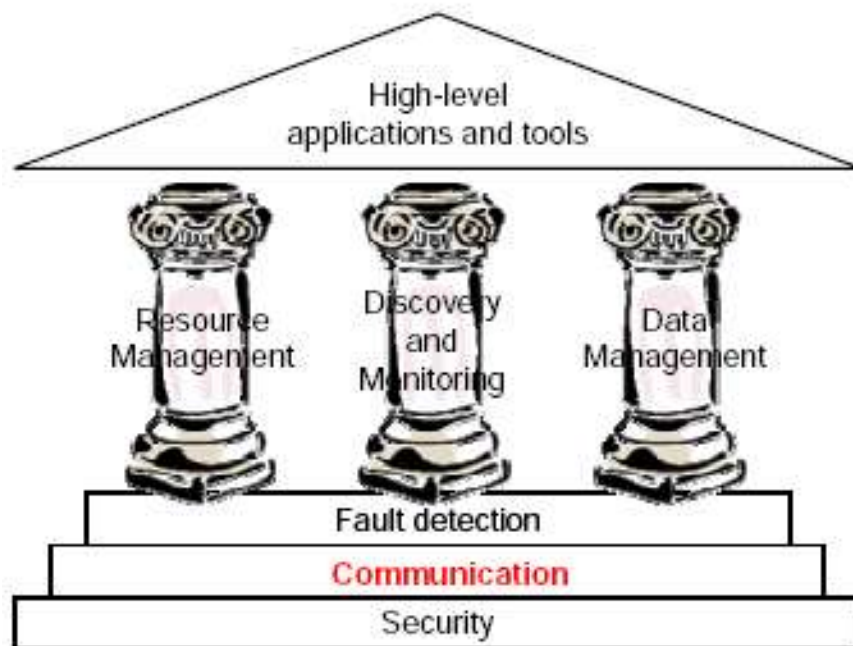 High-level
applications and tools
Resource
Management
Discovery
and
Monitoring
Data
Management
Fault detection
Communication
Security